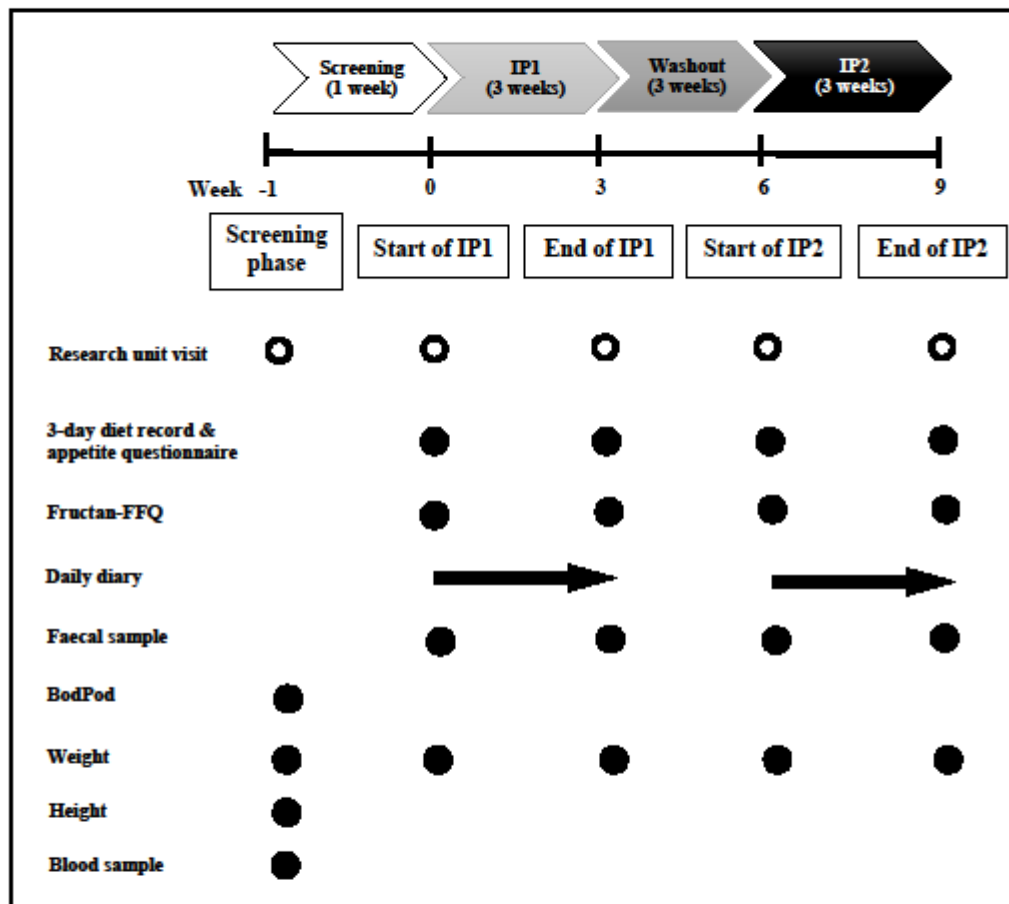 Screening
(1 week)
IP1
(3 weeks)
Washout
(3 weeks)
IP2
(3 weeks)
Week -1 0 3 6 9
Screening
phase
Start of IP1
End of IP1
Start of IP2
End of IP2
Research unit visit
3-day diet record &
appetite questionnaire
Fructan-FFQ
Daily diary
Faecal sample
BodPod
Weight
Height
Blood sample